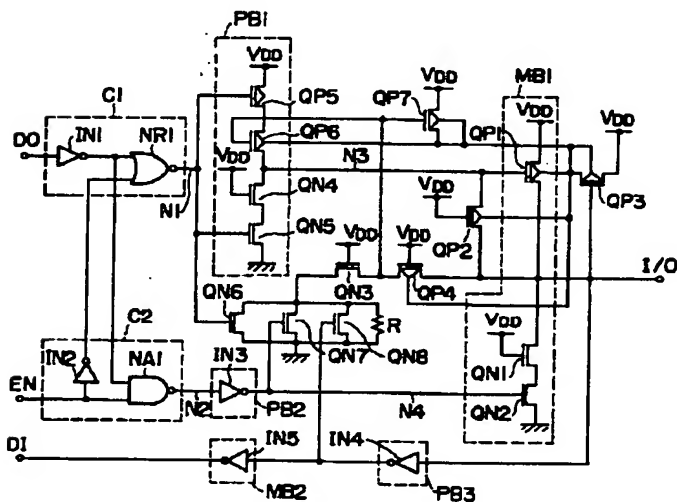 PB1
VDD
C1
QP5
QP7
VDD
MB1
VDD
VDD
IN1
NR1
QP6
QP1
DO
VDD
N3
QP3
N1
QN4
VDD
QP2
QN5
VDD
VDD
I/O
C2
QN6
QN3
QP4
R
VDD
IN2
NA1
IN3
QN7
QN8
QN1
EN
N2
PB2
N4
QN2
DI
IN5
IN4
MB2
PB3